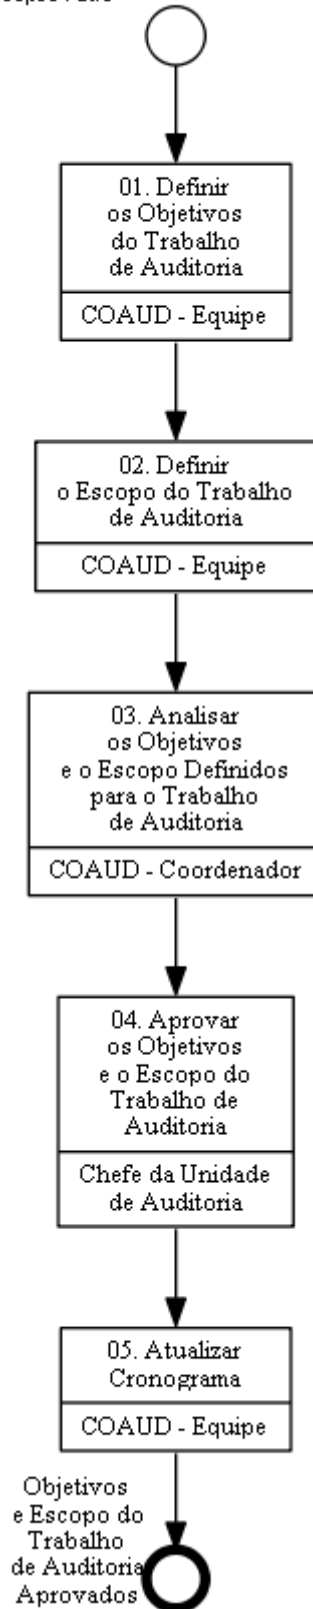 01. Definir
os Objetivos
do Trabalho
de Auditoria
COAUD - Equipe
02. Definir
o Escopo do Trabalho
de Auditoria
COAUD - Equipe
03. Analisar
os Objetivos
e o Escopo Definidos
para o Trabalho
de Auditoria
COAUD - Coordenador
04. Aprovar
os Objetivos
e o Escopo do
Trabalho de
Auditoria
Chefe da Unidade
de Auditoria
05. Atualizar
Cronograma
COAUD - Equipe
Objetivos
e Escopo do
Trabalho
de Auditoria
Aprovados